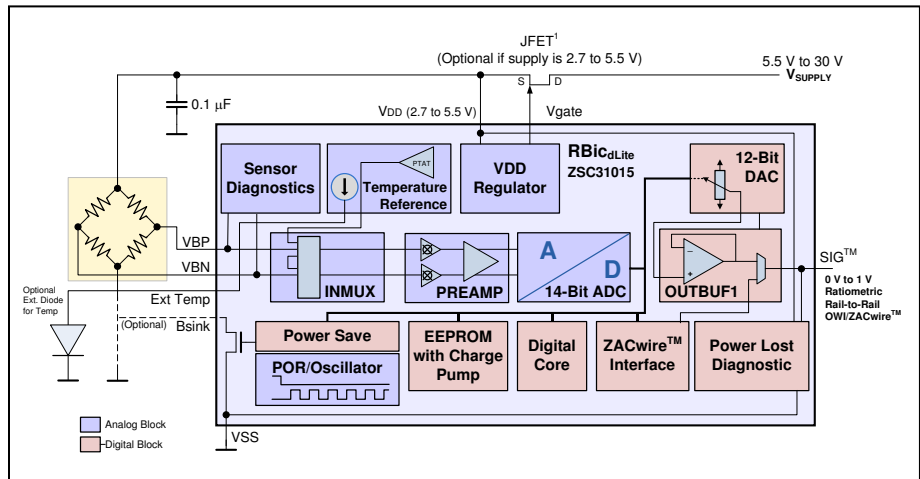 JFET1
(Optional if supply is 2.7 to 5.5 V)
5.5 V to 30 V
VSUPPLY
S
D
0.1 µF
VDD (2.7 to 5.5 V)
Vgate
Sensor
Diagnostics
PTAT
Temperature
Reference
VDD
Regulator
RBicdLite
ZSC31015
12-Bit
DAC
VBP
VBN
INMUX
PREAMP
A
D
14-Bit ADC
+
OUTBUF1
SIG™
0 V to 1 V
Ratiometric
Rail-to-Rail
OWI/ZACwire™
Optional
Ext. Diode
for Temp
Ext Temp
(Optional)
Bsink
Power Save
POR/Oscillator
EEPROM
with Charge
Pump
Digital
Core
ZACwire™
Interface
Power Lost
Diagnostic
Analog Block
Digital Block
VSS